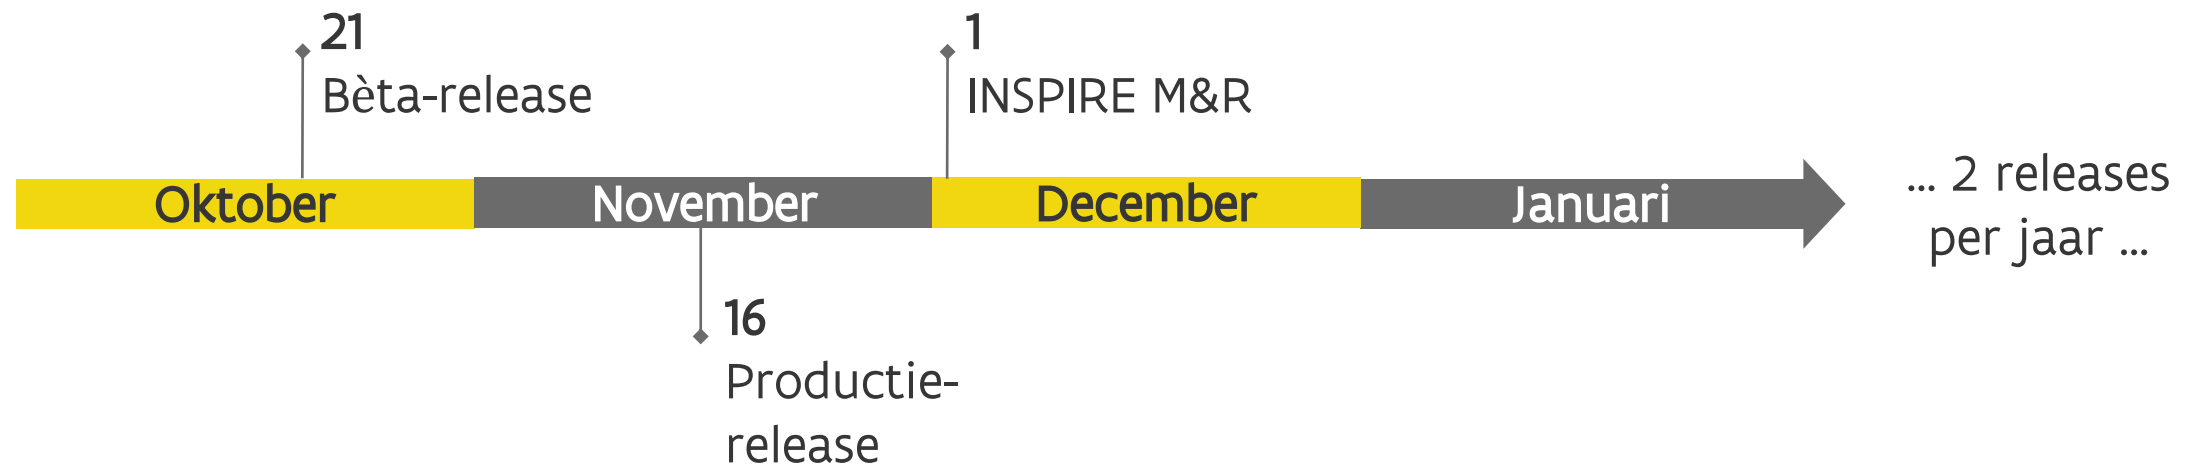 21
Bèta-release
1
INSPIRE M&R
Oktober
November
December
Januari
... 2 releases
per jaar ...
16
Productie-
release